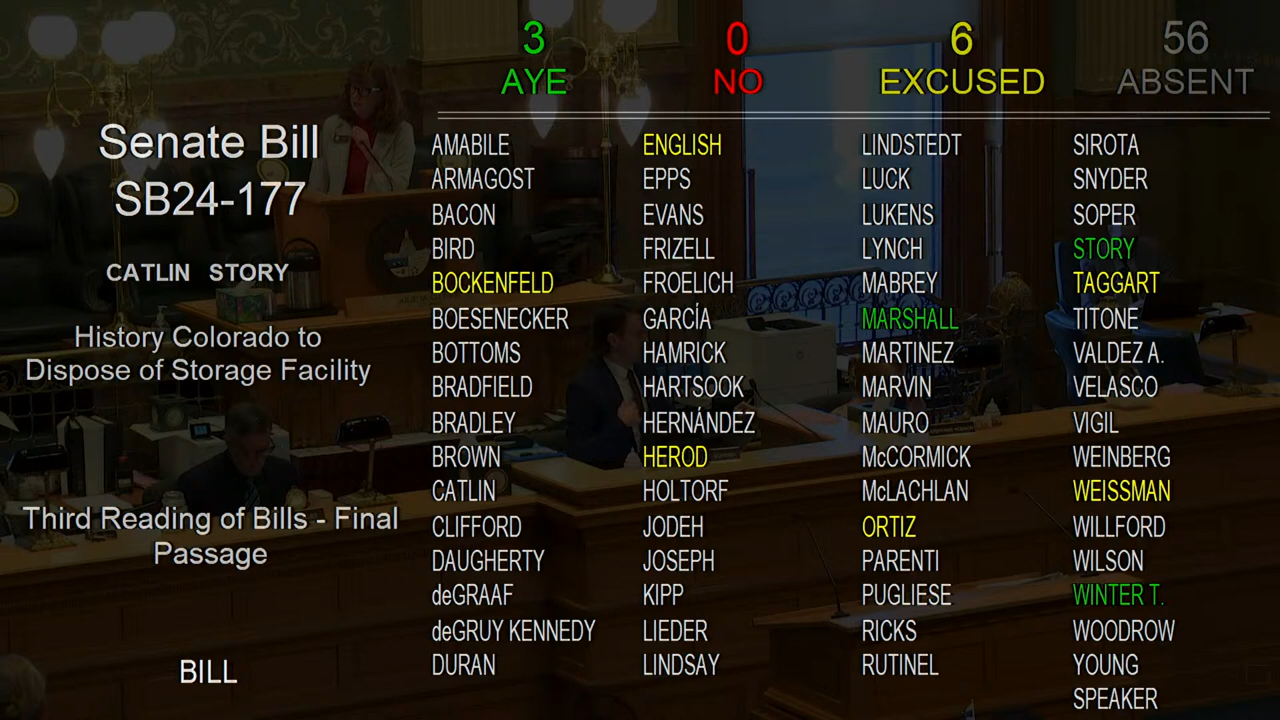 3 0 6 56
AYE NO EXCUSED ABSENT
Senate Bill
SB24-177
CATLIN STORY
History Colorado to
Dispose of Storage Facility
Third Reading of Bills - Final
Passage
BILL
AMABILE
ARMAGOST
BACON
BIRD
BOCKENFELD
BOESENECKER
BOTTOMS
BRADFIELD
BRADLEY
BROWN
CATLIN
CLIFFORD
DAUGHERTY
deGRAAF
deGRUY KENNEDY
DURAN
ENGLISH
EPPS
EVANS
FRIZELL
FROELICH
GARCÍA
HAMRICK
HARTSOOK
HERNÁNDEZ
HEROD
HOLTORF
JODEH
JOSEPH
KIPP
LIEDER
LINDSAY
LINDSTEDT
LUCK
LUKENS
LYNCH
MABREY
MARSHALL
MARTINEZ
MARVIN
MAURO
McCORMICK
McLACHLAN
ORTIZ
PARENTI
PUGLIESE
RICKS
RUTINEL
SIROTA
SNYDER
SOPER
STORY
TAGGART
TITONE
VALDEZ A.
VELASCO
VIGIL
WEINBERG
WEISSMAN
WILLFORD
WILSON
WINTER T.
WOODROW
YOUNG
SPEAKER